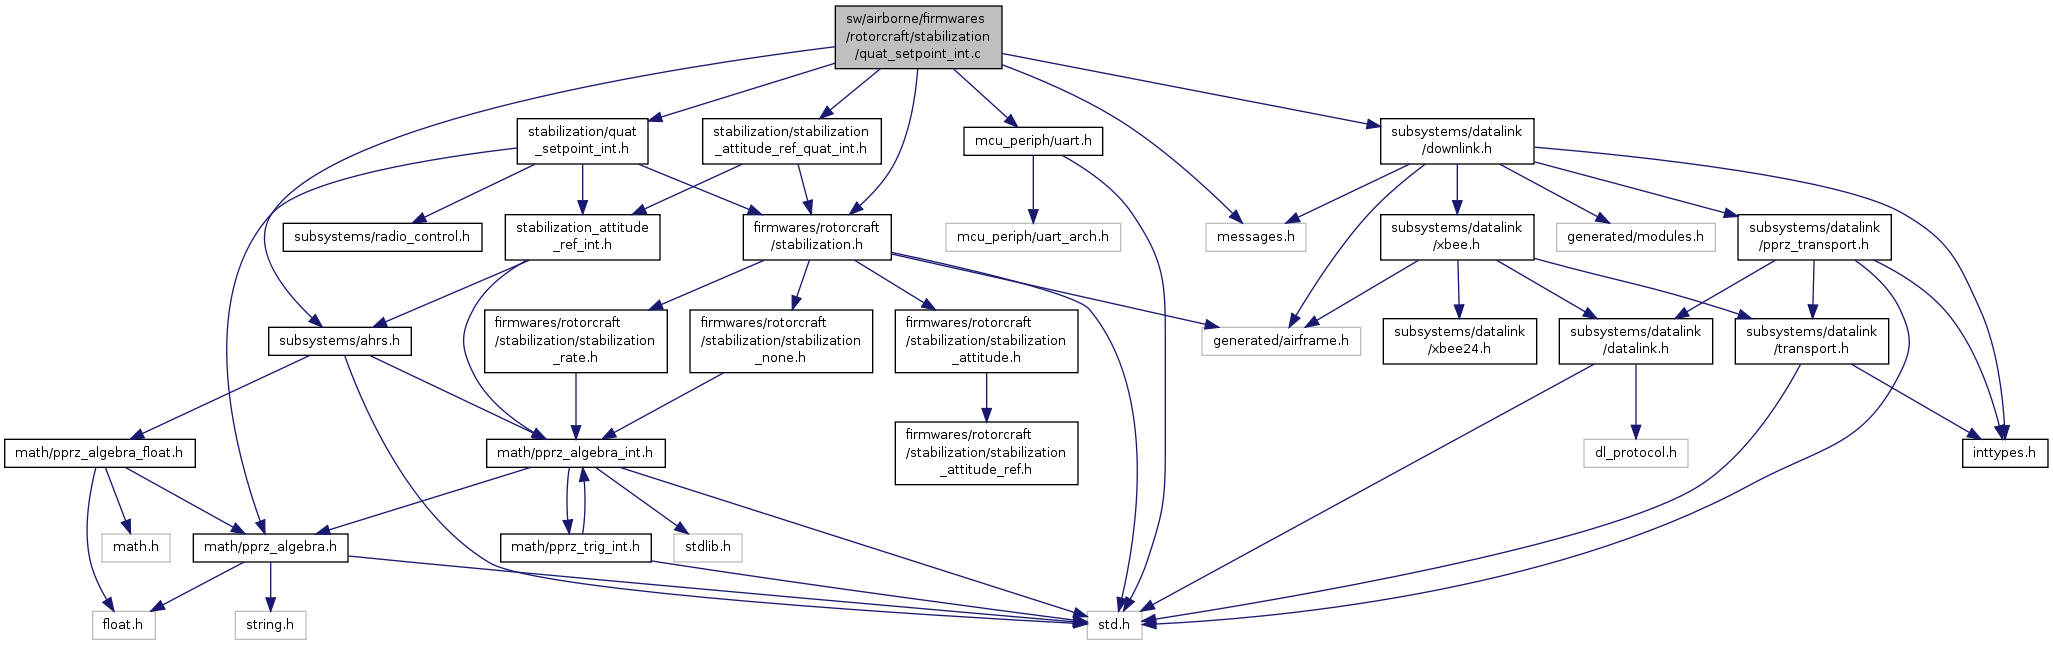 sw/airborne/firmwares
/rotorcraft/stabilization
/quat_setpoint_int.c
stabilization/quat
_setpoint_int.h
stabilization/stabilization
_attitude_ref_quat_int.h
mcu_periph/uart.h
subsystems/datalink
/downlink.h
subsystems/radio_control.h
stabilization_attitude
_ref_int.h
firmwares/rotorcraft
/stabilization.h
mcu_periph/uart_arch.h
messages.h
subsystems/datalink
/xbee.h
generated/modules.h
subsystems/datalink
/pprz_transport.h
subsystems/ahrs.h
firmwares/rotorcraft
/stabilization/stabilization
_rate.h
firmwares/rotorcraft
/stabilization/stabilization
_none.h
firmwares/rotorcraft
/stabilization/stabilization
_attitude.h
generated/airframe.h
subsystems/datalink
/xbee24.h
subsystems/datalink
/datalink.h
subsystems/datalink
/transport.h
math/pprz_algebra_float.h
math/pprz_algebra_int.h
firmwares/rotorcraft
/stabilization/stabilization
_attitude_ref.h
dl_protocol.h
inttypes.h
math.h
math/pprz_algebra.h
math/pprz_trig_int.h
stdlib.h
float.h
string.h
std.h